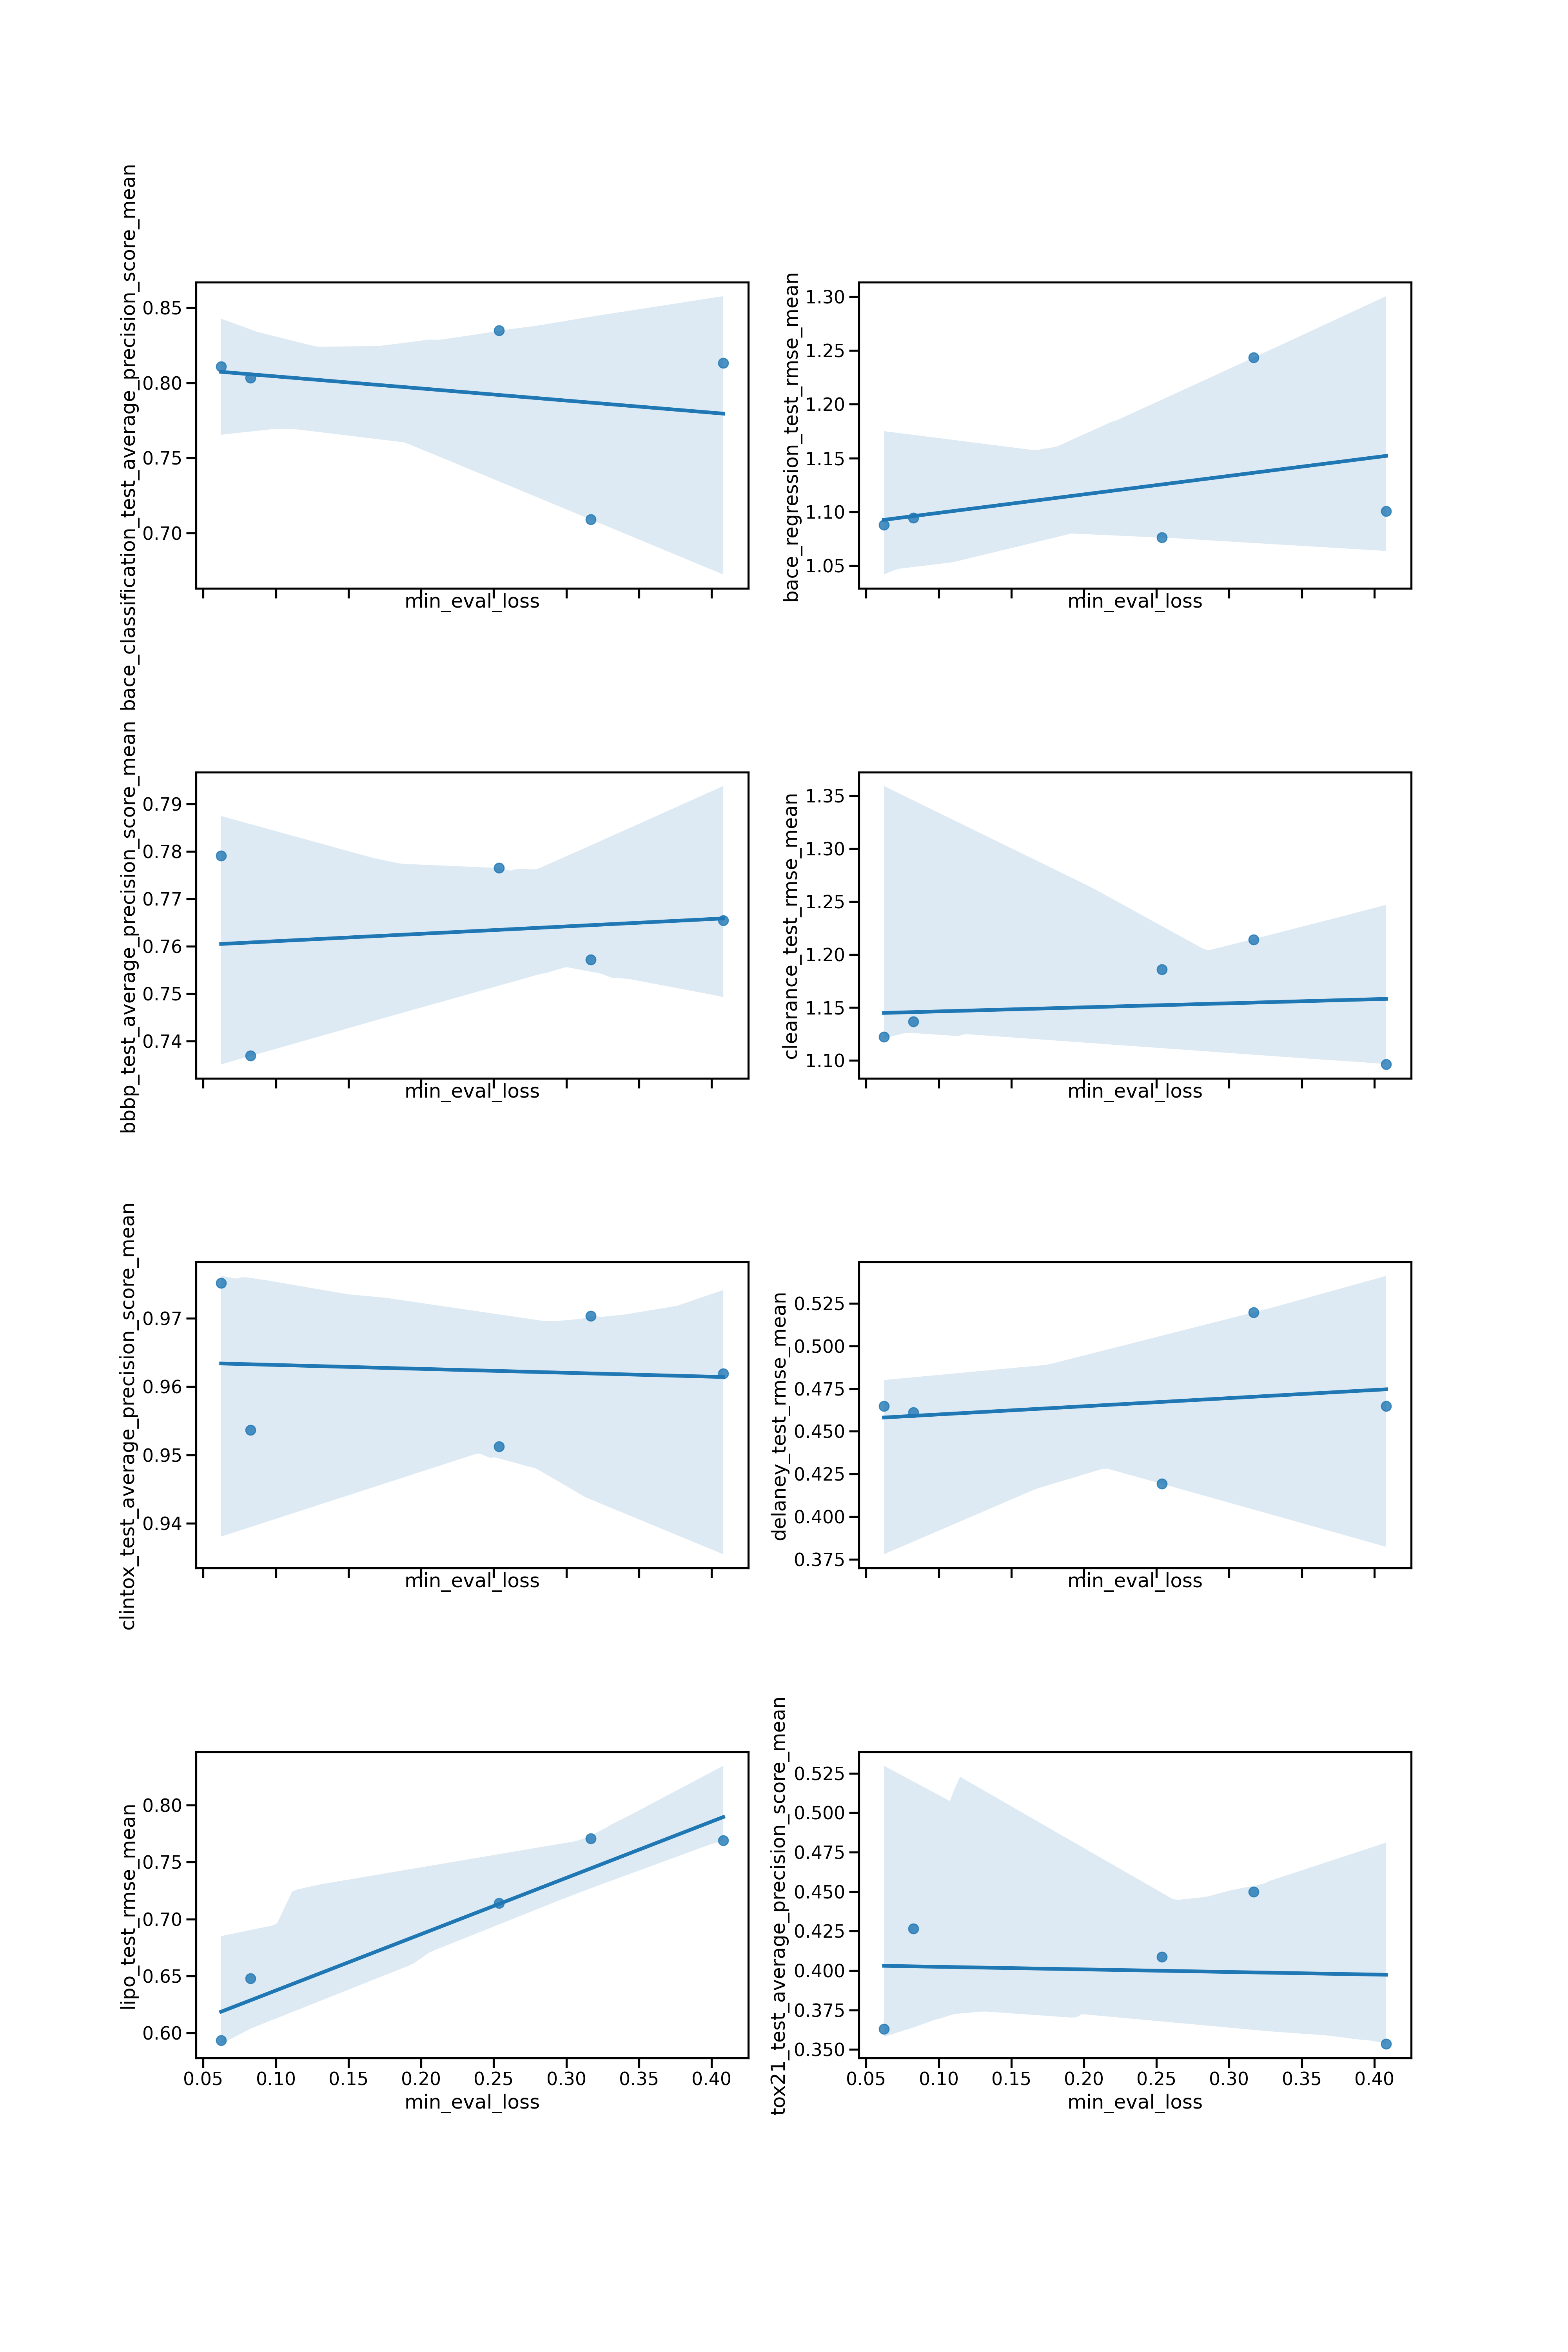 bace_classification_test_average_precision_score_mean
0.85
0.80
0.75
0.70
min_eval_loss
bace_regression_test_rmse_mean
1.30
1.25
1.20
1.15
1.10
1.05
min_eval_loss
bbbp_test_average_precision_score_mean
0.79
0.78
0.77
0.76
0.75
0.74
min_eval_loss
clearance_test_rmse_mean
1.35
1.30
1.25
1.20
1.15
1.10
min_eval_loss
clintox_test_average_precision_score_mean
0.97
0.96
0.95
0.94
min_eval_loss
delaney_test_rmse_mean
0.525
0.500
0.475
0.450
0.425
0.400
0.375
min_eval_loss
lipo_test_rmse_mean
0.80
0.75
0.70
0.65
0.60
0.05 0.10 0.15 0.20 0.25 0.30 0.35 0.40
min_eval_loss
tox21_test_average_precision_score_mean
0.525
0.500
0.475
0.450
0.425
0.400
0.375
0.350
0.05 0.10 0.15 0.20 0.25 0.30 0.35 0.40
min_eval_loss